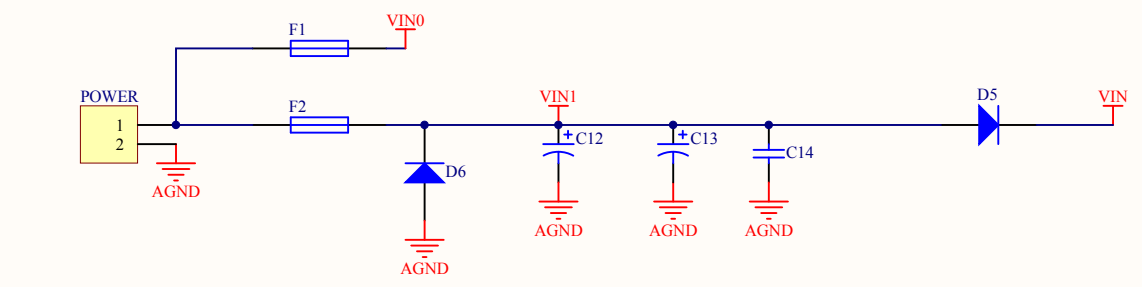 F1
VIN0
POWER
1
2
AGND
F2
VIN1
D5
VIN
C12
C13
C14
D6
AGND
AGND
AGND
AGND